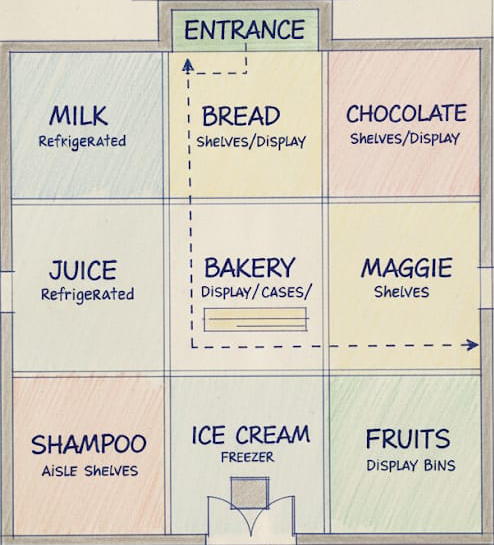 ENTRANCE
MILK
Refrigerated
BREAD
Shelves/Display
CHOCOLATE
Shelves/Display
JUICE
Refrigerated
BAKERY
Display/Cases/
MAGGIE
Shelves
SHAMPOO
Aisle Shelves
ICE CREAM
FREEZER
FRUITS
Display Bins